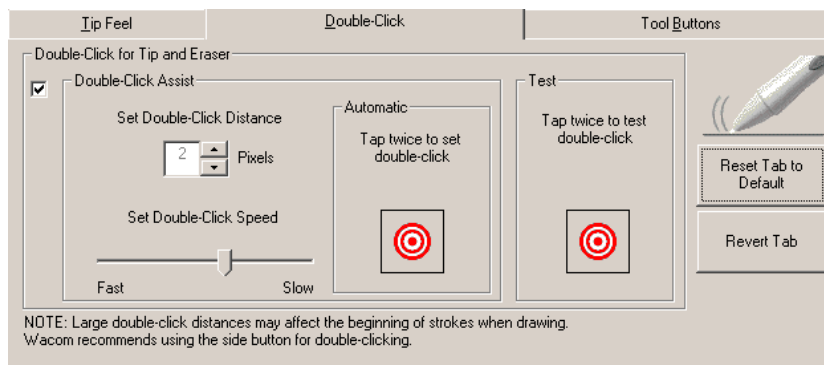 Tip Feel
Double-Click
Tool Buttons
Double-Click for Tip and Eraser
Double-Click Assist
Set Double-Click Distance
2
Pixels
Set Double-Click Speed
Fast
Slow
Automatic
Tap twice to set
double-click
Test
Tap twice to test
double-click
Reset Tab to
Default
Revert Tab
NOTE: Large double-click distances may affect the beginning of strokes when drawing.
Wacom recommends using the side button for double-clicking.